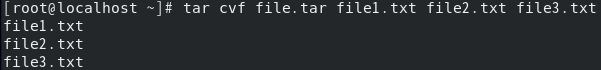 [root@localhost ~]# tar cvf file.tar file1.txt file2.txt file3.txt
file1.txt
file2.txt
file3.txt